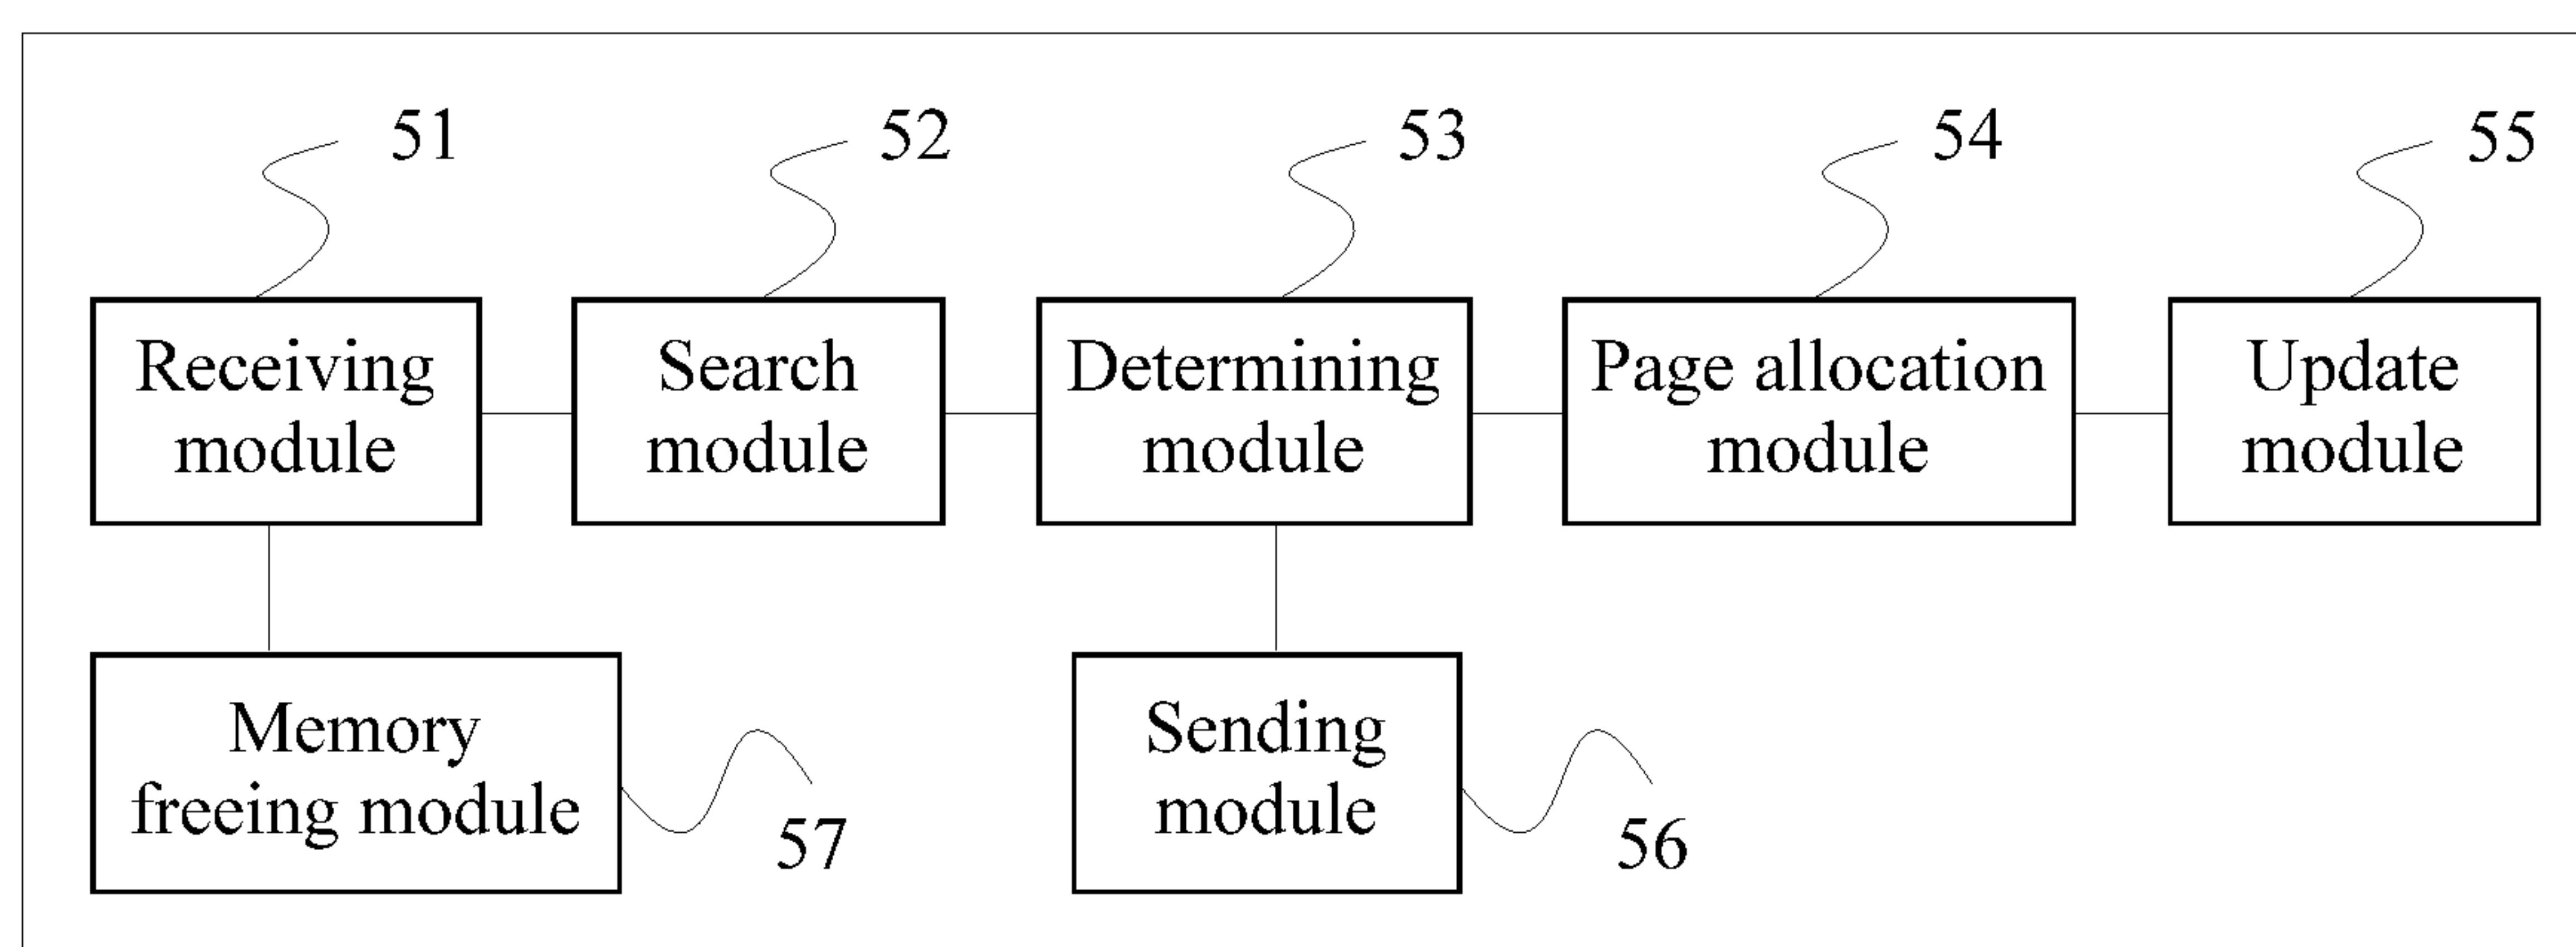 51
52
53
54
55
Receiving
module
Search
module
Determining
module
Page allocation
module
Update
module
Memory
freeing module
57
Sending
module
56